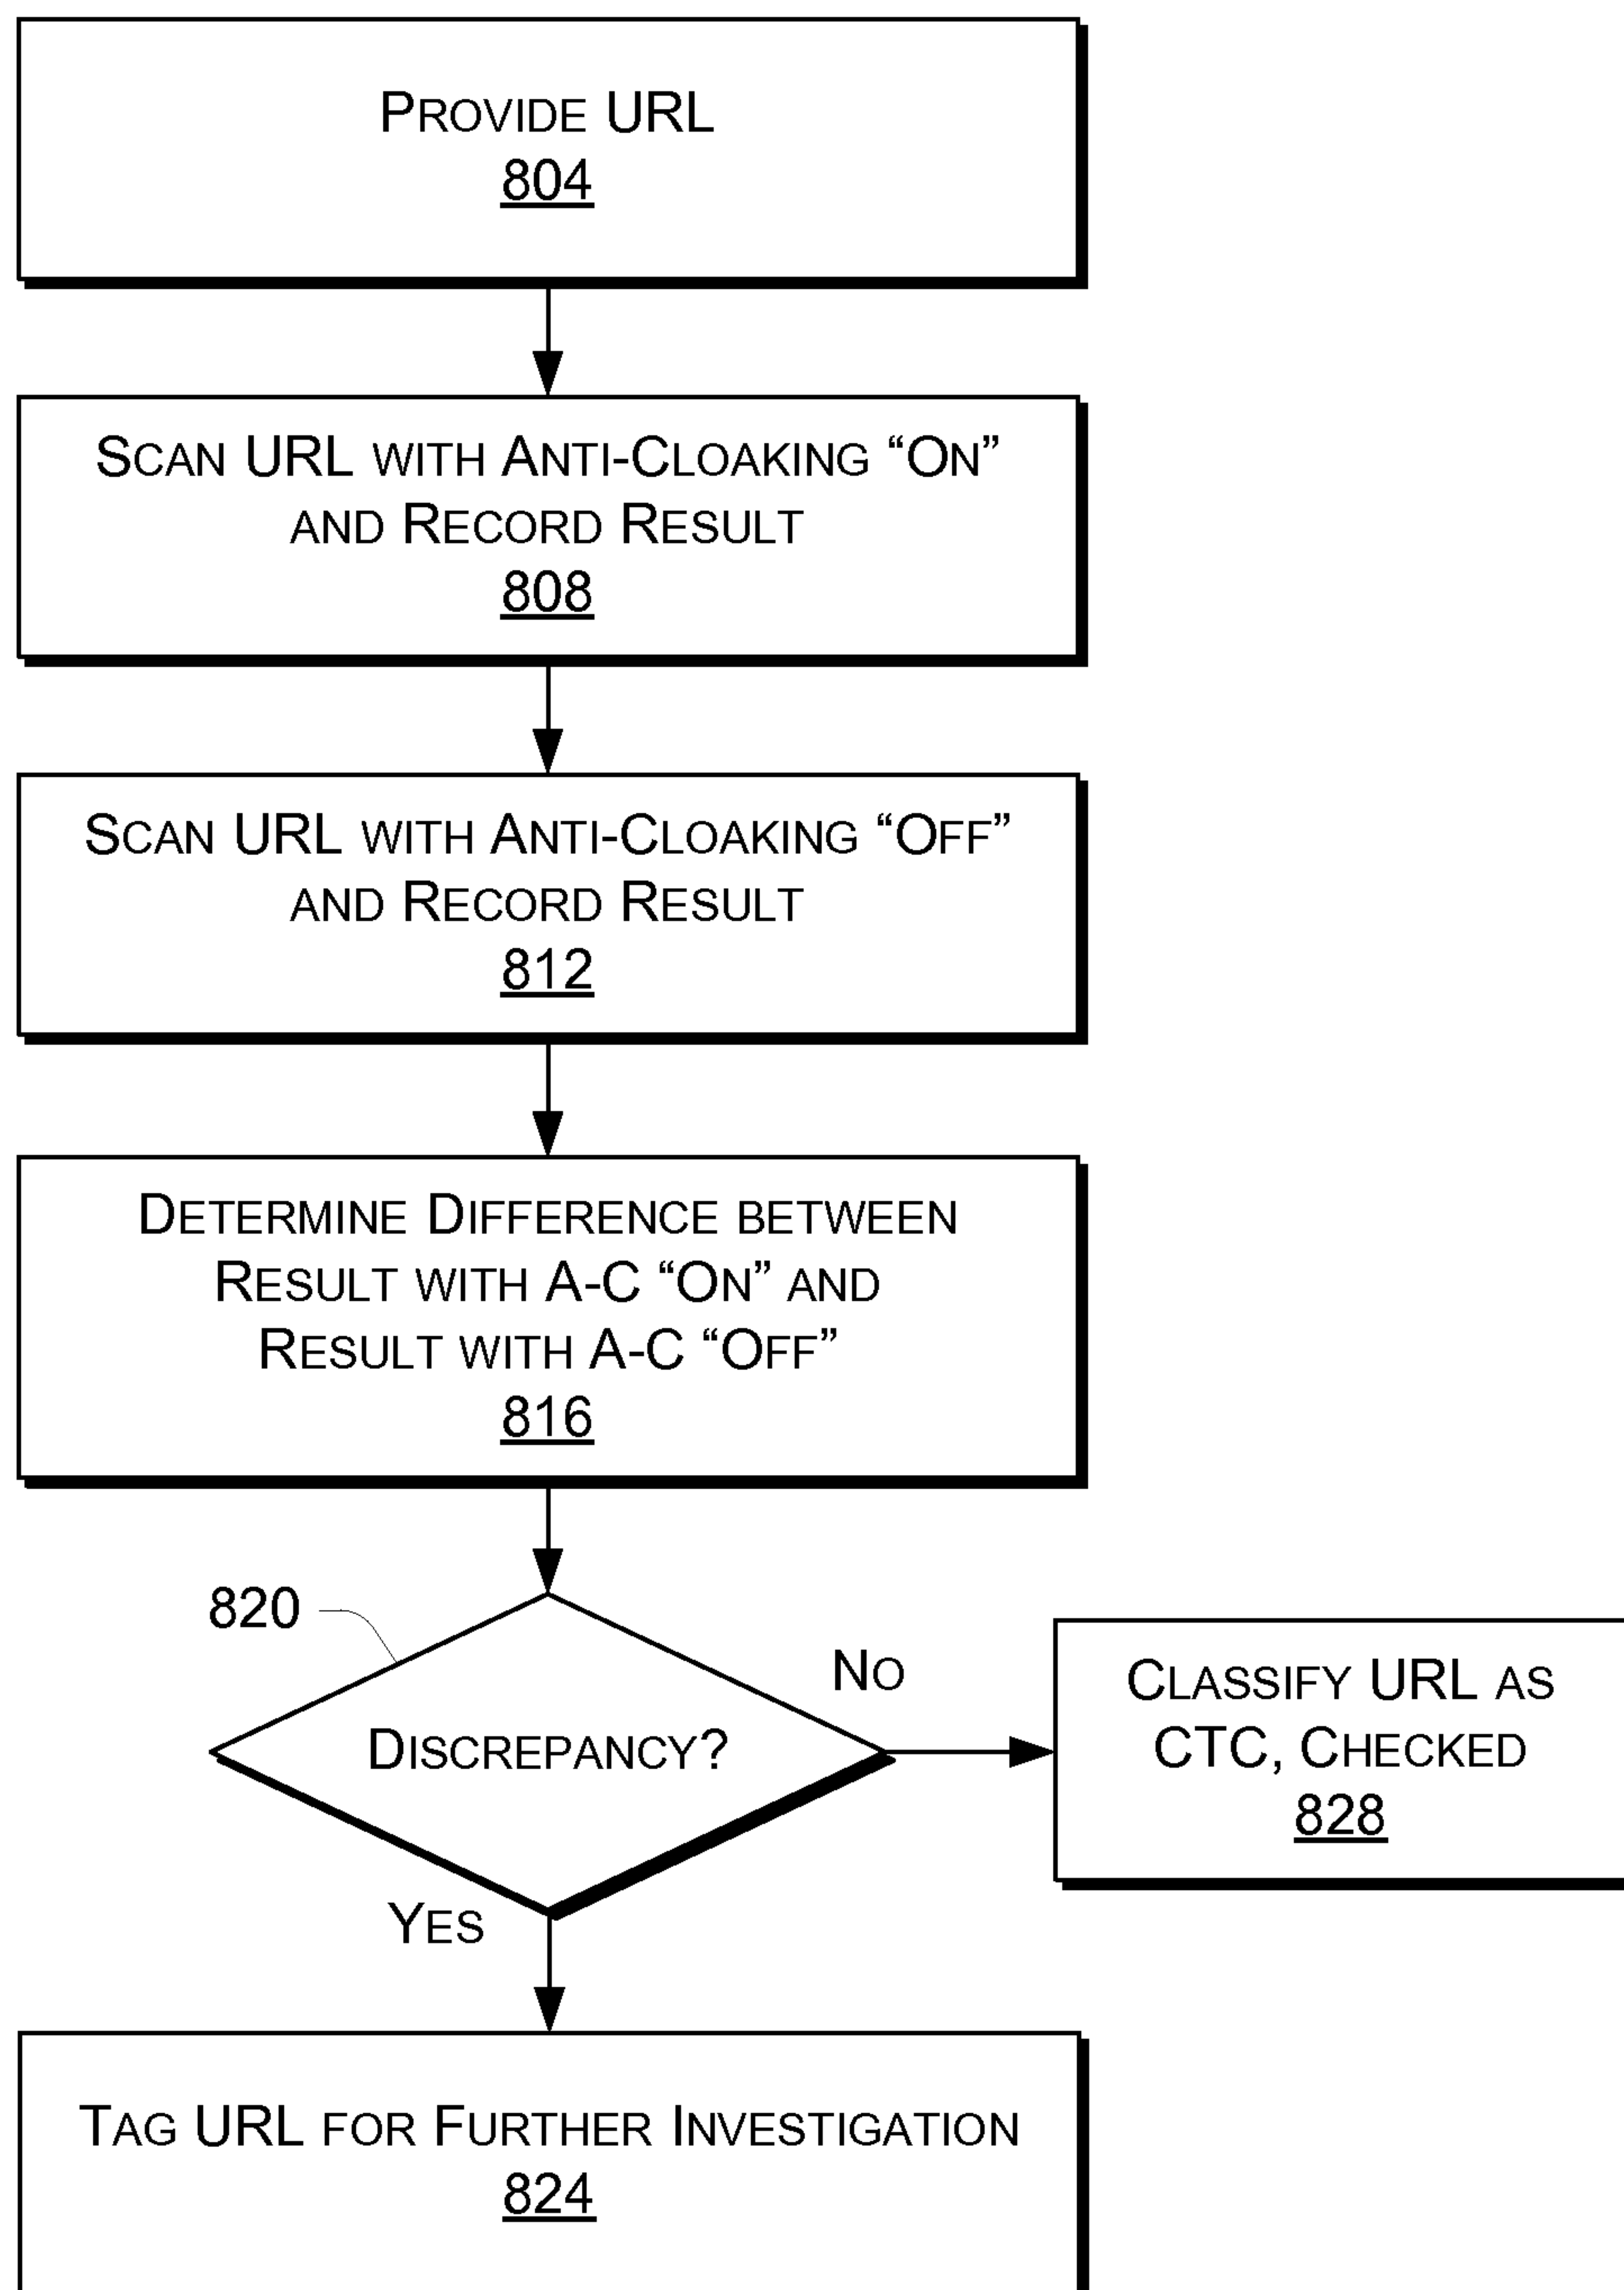 PROVIDE URL
804
SCAN URL WITH ANTI-CLOAKING “ON”
AND RECORD RESULT
808
SCAN URL WITH ANTI-CLOAKING “OFF”
AND RECORD RESULT
812
DETERMINE DIFFERENCE BETWEEN
RESULT WITH A-C “ON” AND
RESULT WITH A-C “OFF”
816
820
DISCREPANCY?
NO
CLASSIFY URL AS
CTC, CHECKED
828
YES
TAG URL FOR FURTHER INVESTIGATION
824